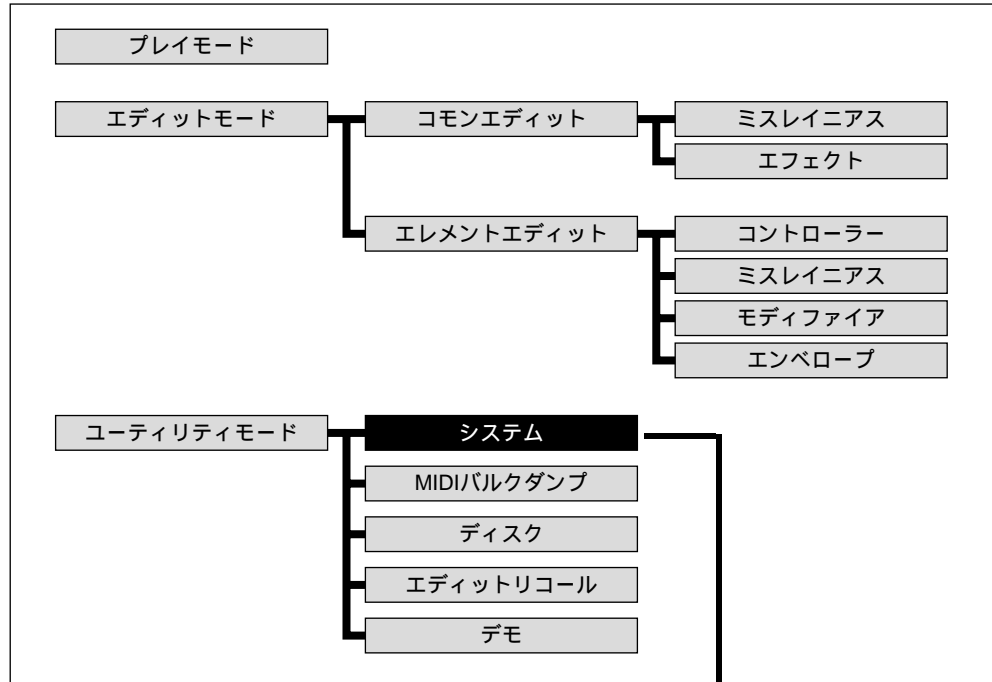 プレイモード
エディットモード
コモンエディット
ミスレイニアス
エフェクト
エレメントエディット
コントローラー
ミスレイニアス
モディファイア
エンベロープ
ユーティリティモード
システム
MIDIバルクダンプ
ディスク
エディットリコール
デモ